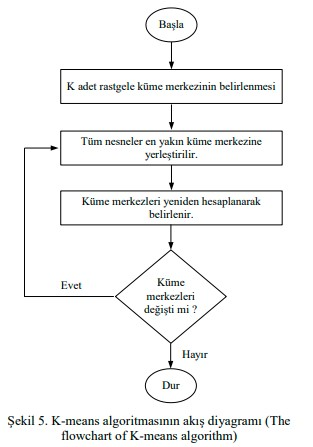 Başla
K adet rastgele küme merkezinin belirlenmesi
Tüm nesneler en yakın küme merkezine
yerleştirilir.
Küme merkezleri yeniden hesaplanarak
belirlenir.
Küme
merkezleri
değişti mi ?
Evet
Hayır
Dur
Şekil 5. K-means algoritmasının akış diyagramı (The
flowchart of K-means algorithm)